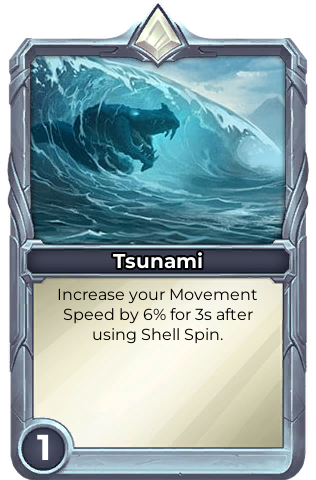 Tsunami
Increase your Movement
Speed by 6% for 3s after
using Shell Spin.
1